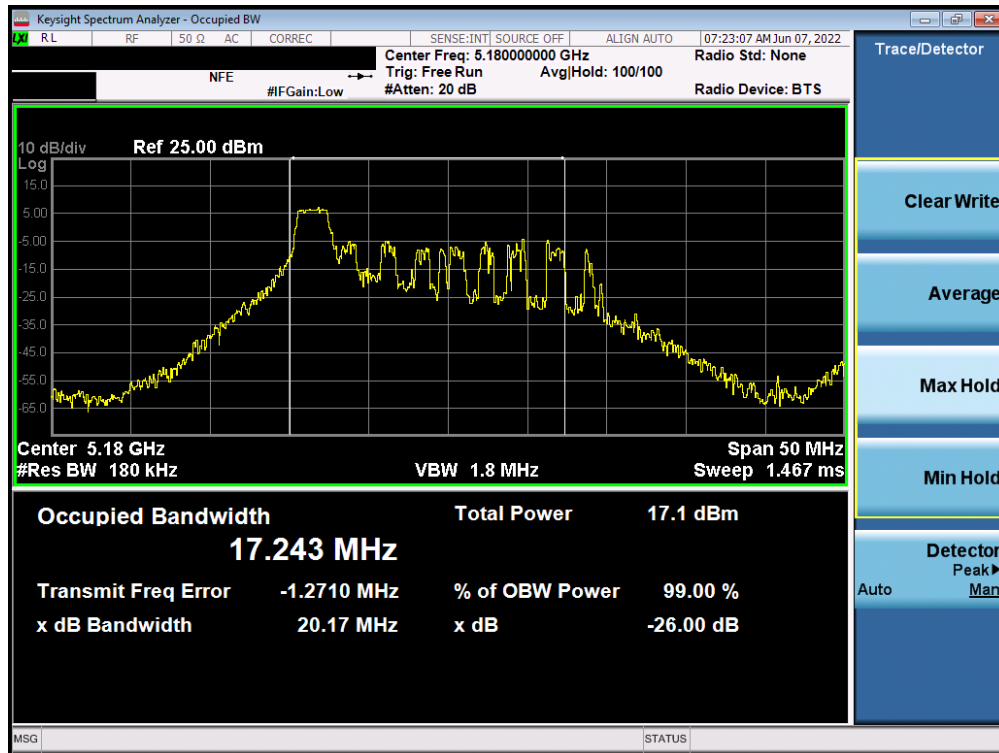 Keysight Spectrum Analyzer - Occupied BW
LXI RL RF 50 Ω AC CORREC SENSE:INT SOURCE OFF ALIGN AUTO 07:23:07 AM Jun 07, 2022
NFE
#IFGain:Low
Center Freq: 5.180000000 GHz
Trig: Free Run Avg|Hold: 100/100
#Atten: 20 dB
Radio Std: None
Radio Device: BTS
10 dB/div Ref 25.00 dBm
Log
15.0
5.00
-5.00
-15.0
-25.0
-35.0
-45.0
-55.0
-65.0
Center 5.18 GHz Span 50 MHz
#Res BW 180 kHz VBW 1.8 MHz Sweep 1.467 ms
Occupied Bandwidth Total Power 17.1 dBm
17.243 MHz
Transmit Freq Error -1.2710 MHz % of OBW Power 99.00 %
x dB Bandwidth 20.17 MHz x dB -26.00 dB
MSG STATUS
Trace/Detector
Clear Write
Average
Max Hold
Min Hold
Detector
Peak▶
Auto Man